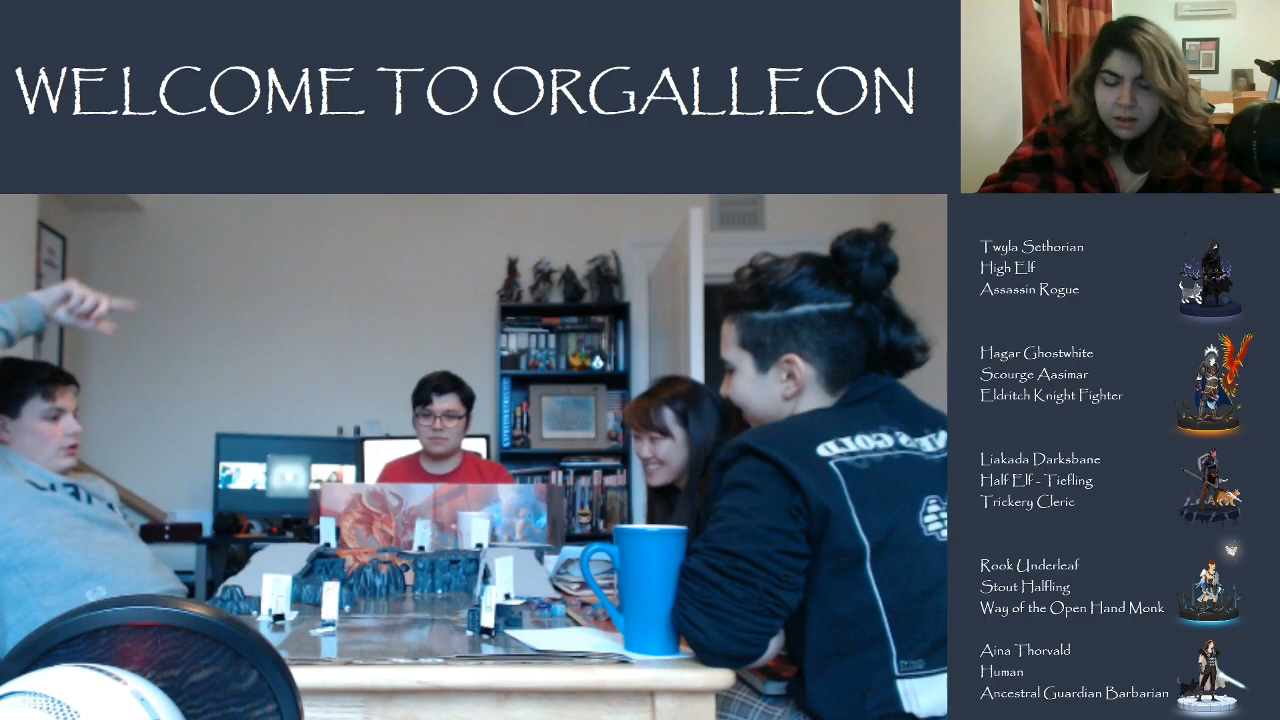 WELCOME TO ORGALLEON
Twyla Sethorian
High Elf
Assassin Rogue
Hagar Ghostwhite
Scourge Aasimar
Eldritch Knight Fighter
Liakada Darksbane
Half Elf - Tiefling
Trickery Cleric
Rook Underleaf
Stout Halfling
Way of the Open Hand Monk
Aina Thorvald
Human
Ancestral Guardian Barbarian